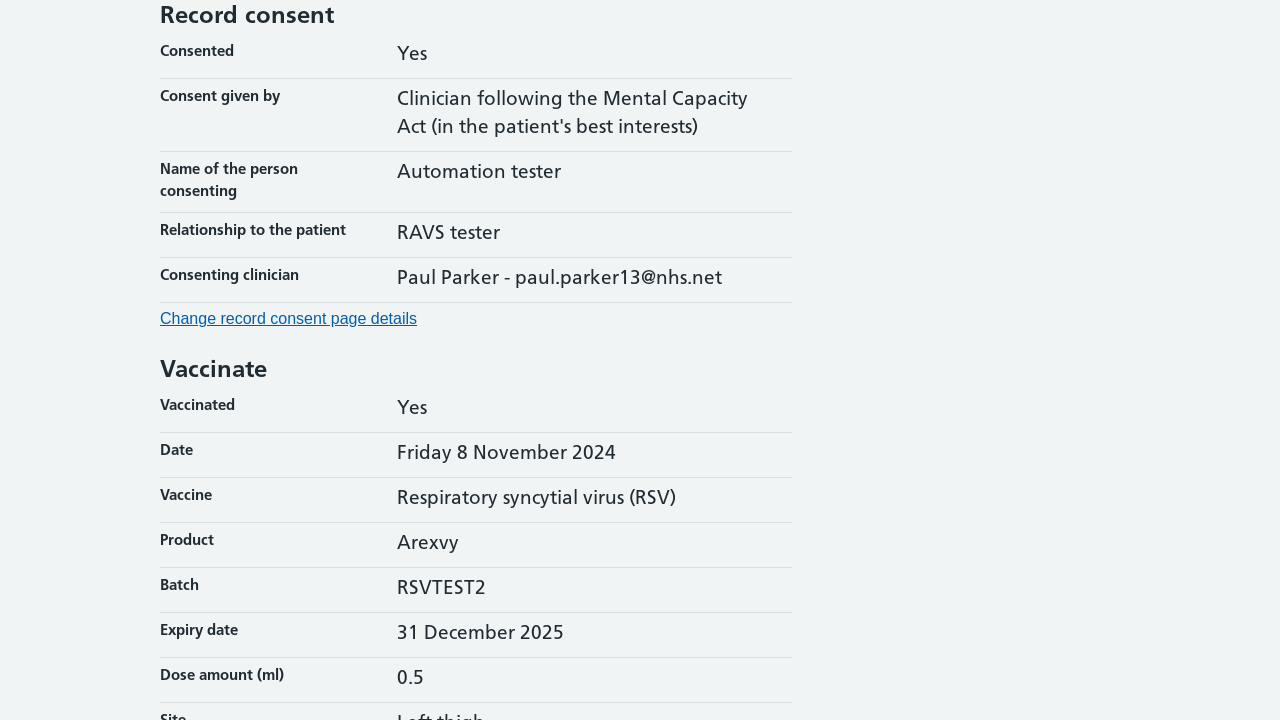 Record consent
Consented Yes
Consent given by Clinician following the Mental Capacity
Act (in the patient's best interests)
Name of the person Automation tester
consenting
Relationship to the patient RAVS tester
Consenting clinician Paul Parker - paul.parker13@nhs.net
Change record consent page details
Vaccinate
Vaccinated Yes
Date Friday 8 November 2024
Vaccine Respiratory syncytial virus (RSV)
Product Arexvy
Batch RSVTEST2
Expiry date 31 December 2025
Dose amount (ml) 0.5
Site Left thigh